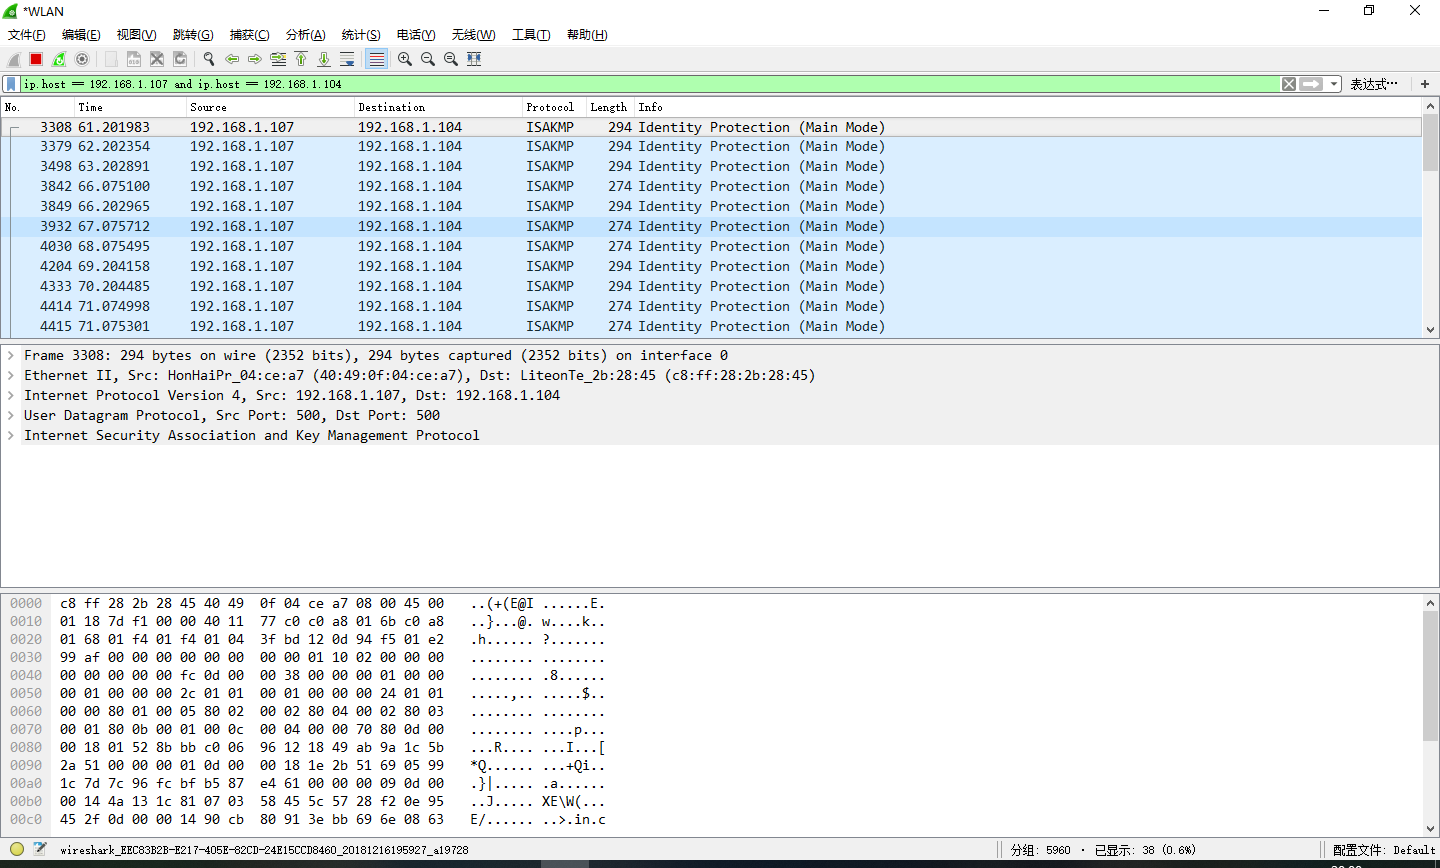 *WLAN
文件(F) 编辑(E) 视图(V) 跳转(G) 捕获(C) 分析(A) 统计(S) 电话(Y) 无线(W) 工具(T) 帮助(H)
ip.host == 192.168.1.107 and ip.host == 192.168.1.104 表达式… +
No. Time Source Destination Protocol Length Info
3308 61.201983 192.168.1.107 192.168.1.104 ISAKMP 294 Identity Protection (Main Mode)
3379 62.202354 192.168.1.107 192.168.1.104 ISAKMP 294 Identity Protection (Main Mode)
3498 63.202891 192.168.1.107 192.168.1.104 ISAKMP 294 Identity Protection (Main Mode)
3842 66.075100 192.168.1.107 192.168.1.104 ISAKMP 274 Identity Protection (Main Mode)
3849 66.202965 192.168.1.107 192.168.1.104 ISAKMP 294 Identity Protection (Main Mode)
3932 67.075712 192.168.1.107 192.168.1.104 ISAKMP 274 Identity Protection (Main Mode)
4030 68.075495 192.168.1.107 192.168.1.104 ISAKMP 274 Identity Protection (Main Mode)
4204 69.204158 192.168.1.107 192.168.1.104 ISAKMP 294 Identity Protection (Main Mode)
4333 70.204485 192.168.1.107 192.168.1.104 ISAKMP 294 Identity Protection (Main Mode)
4414 71.074998 192.168.1.107 192.168.1.104 ISAKMP 274 Identity Protection (Main Mode)
4415 71.075301 192.168.1.107 192.168.1.104 ISAKMP 274 Identity Protection (Main Mode)
Frame 3308: 294 bytes on wire (2352 bits), 294 bytes captured (2352 bits) on interface 0
Ethernet II, Src: HonHaiPr_04:ce:a7 (40:49:0f:04:ce:a7), Dst: LiteonTe_2b:28:45 (c8:ff:28:2b:28:45)
Internet Protocol Version 4, Src: 192.168.1.107, Dst: 192.168.1.104
User Datagram Protocol, Src Port: 500, Dst Port: 500
Internet Security Association and Key Management Protocol
0000 c8 ff 28 2b 28 45 40 49 0f 04 ce a7 08 00 45 00 ..(+(E@I ......E.
0010 01 18 7d f1 00 00 40 11 77 c0 c0 a8 01 6b c0 a8 ..}...@. w....k..
0020 01 68 01 f4 01 f4 01 04 3f bd 12 0d 94 f5 01 e2 .h...... ?.......
0030 99 af 00 00 00 00 00 00 00 00 01 10 02 00 00 00 ........ ........
0040 00 00 00 00 00 fc 0d 00 00 38 00 00 00 01 00 00 ........ .8......
0050 00 01 00 00 00 2c 01 01 00 01 00 00 00 24 01 01 .....,.. .....$..
0060 00 00 80 01 00 05 80 02 00 02 80 04 00 02 80 03 ........ ........
0070 00 01 80 0b 00 01 00 0c 00 04 00 00 70 80 0d 00 ........ ....p...
0080 00 18 01 52 8b bb c0 06 96 12 18 49 ab 9a 1c 5b ...R.... ...I...[
0090 2a 51 00 00 00 01 0d 00 00 18 1e 2b 51 69 05 99 *Q...... ...+Qi..
00a0 1c 7d 7c 96 fc bf b5 87 e4 61 00 00 00 09 0d 00 .}|..... .a......
00b0 00 14 4a 13 1c 81 07 03 58 45 5c 57 28 f2 0e 95 ..J..... XE\W(...
00c0 45 2f 0d 00 00 14 90 cb 80 91 3e bb 69 6e 08 63 E/...... ..>.in.c
wireshark_EEC83B2B-E217-405E-82CD-24E15CCD8460_20181216195927_a19728 分组: 5960 · 已显示: 38 (0.6%) 配置文件: Default